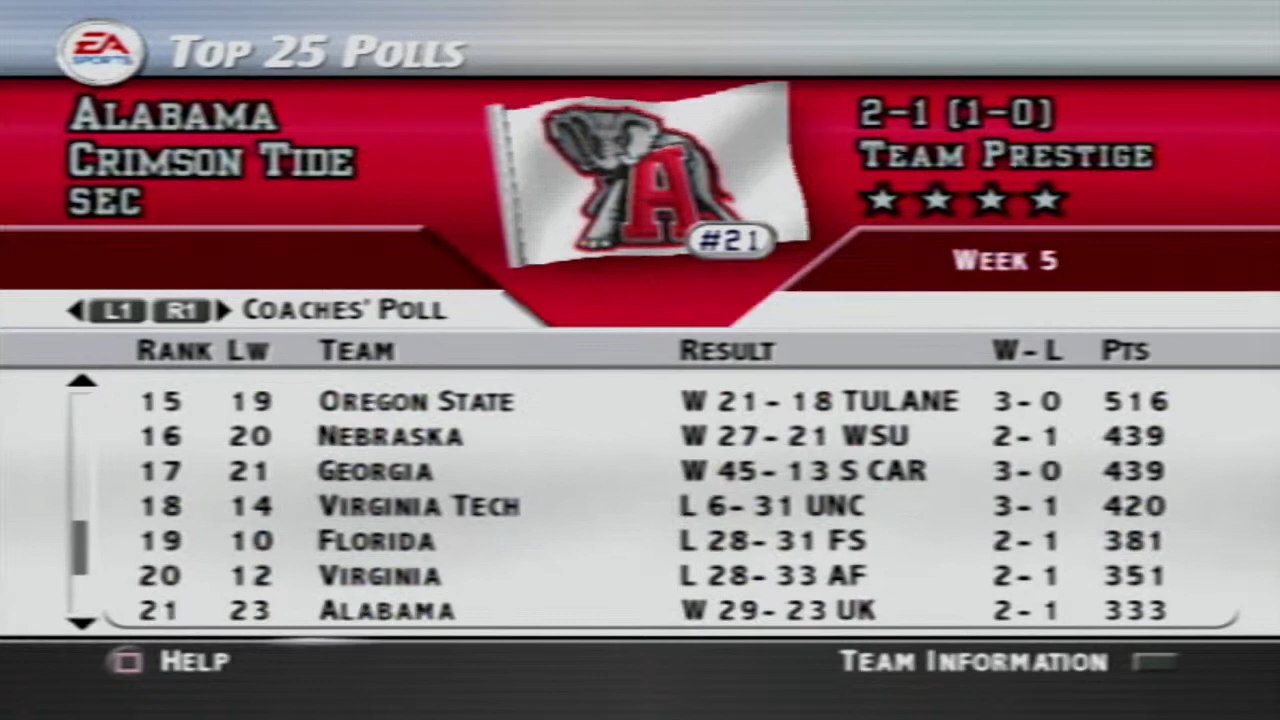 EA SPORTS TOP 25 POLLS
ALABAMA
CRIMSON TIDE
SEC
A
#21
2-1 (1-0)
TEAM PRESTIGE
WEEK 5
L1 R1 COACHES' POLL
RANK LW TEAM RESULT W-L PTS
15 19 OREGON STATE W 21-18 TULANE 3-0 516
16 20 NEBRASKA W 27-21 WSU 2-1 439
17 21 GEORGIA W 45-13 S CAR 3-0 439
18 14 VIRGINIA TECH L 6-31 UNC 3-1 420
19 10 FLORIDA L 28-31 FS 2-1 381
20 12 VIRGINIA L 28-33 AF 2-1 351
21 23 ALABAMA W 29-23 UK 2-1 333
HELP TEAM INFORMATION